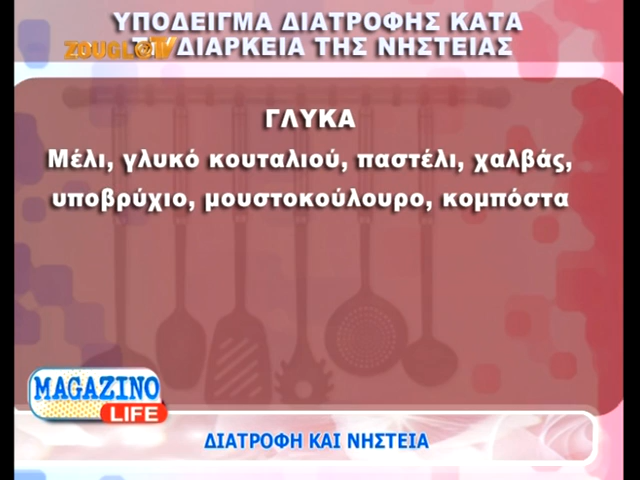 ΥΠΟΔΕΙΓΜΑ ΔΙΑΤΡΟΦΗΣ ΚΑΤΑ
ΔΙΑΡΚΕΙΑ ΤΗΣ ΝΗΣΤΕΙΑΣ
ZOUGLA TV
ΓΛΥΚΑ
Μέλι, γλυκό κουταλιού, παστέλι, χαλβάς,
υποβρύχιο, μουστοκούλουρο, κομπόστα
MAGAZINO
LIFE
ΔΙΑΤΡΟΦΗ ΚΑΙ ΝΗΣΤΕΙΑ